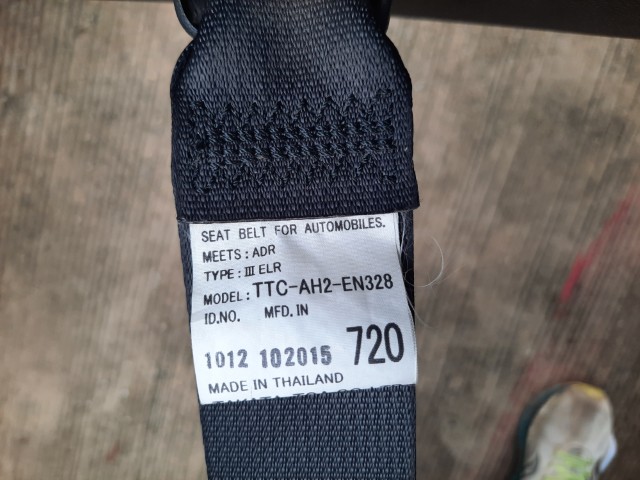 SEAT BELT FOR AUTOMOBILES.
MEETS : ADR
TYPE : III ELR
MODEL : TTC-AH2-EN328
ID.NO. MFD. IN
1012 102015 720
MADE IN THAILAND